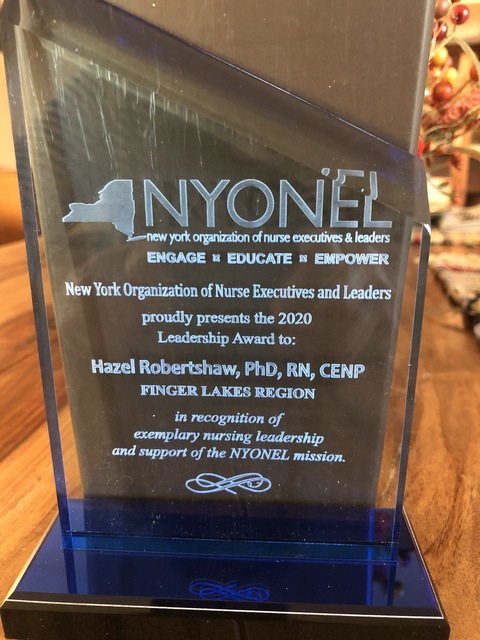 NYONEL
new york organization of nurse executives & leaders
ENGAGE ¤ EDUCATE ¤ EMPOWER
New York Organization of Nurse Executives and Leaders
proudly presents the 2020
Leadership Award to:
Hazel Robertshaw, PhD, RN, CENP
FINGER LAKES REGION
in recognition of
exemplary nursing leadership
and support of the NYONEL mission.